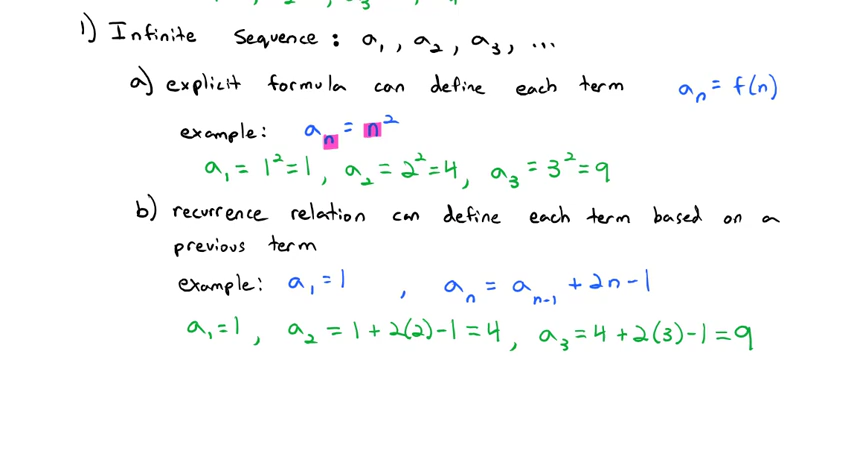 1) Infinite Sequence: a₁, a₂, a₃, ...
a) explicit formula can define each term aₙ = f(n)
example: aₙ = n²
a₁ = 1² = 1, a₂ = 2² = 4, a₃ = 3² = 9
b) recurrence relation can define each term based on a
previous term
example: a₁ = 1, aₙ = aₙ₋₁ + 2n - 1
a₁ = 1, a₂ = 1 + 2(2) - 1 = 4, a₃ = 4 + 2(3) - 1 = 9